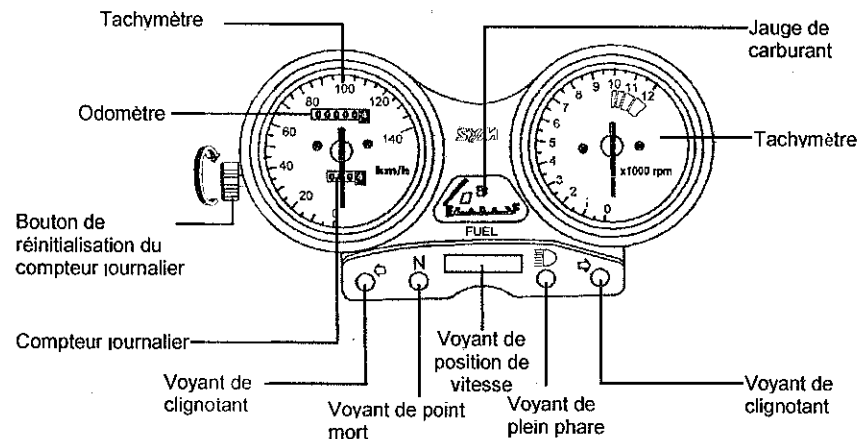 Tachymètre
Jauge de
carburant
Odomètre
Tachymètre
Bouton de
réinitialisation du
compteur journalier
Compteur journalier
80
100
120
60
140
40
20
0
km/h
SYM
FUEL
10
9
11
8
12
7
6
5
4
3
2
1
0
x1000 rpm
N
Voyant de
clignotant
Voyant de point
mort
Voyant de
position de
vitesse
Voyant de
plein phare
Voyant de
clignotant